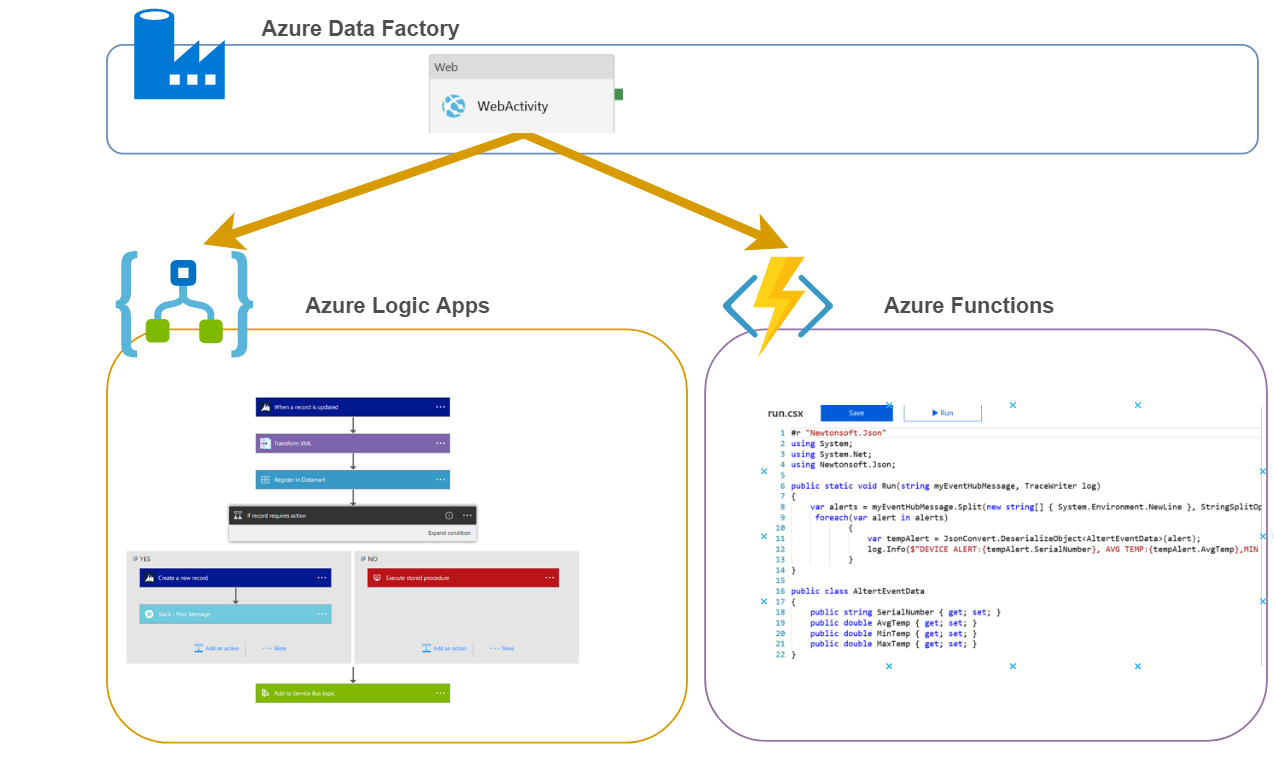 Azure Data Factory
Web
WebActivity
Azure Logic Apps
Azure Functions
When a record is updated
Transform XML
Register in Datamart
If record requires action
Expand condition
IF YES
Create a new record
Slack - Post Message
Add an action
More
IF NO
Execute stored procedure
Add an action
More
Add to Service Bus topic
run.csx
Save
Run
1 #r "Newtonsoft.Json"
2 using System;
3 using System.Net;
4 using Newtonsoft.Json;
5
6 public static void Run(string myEventHubMessage, TraceWriter log)
7 {
8 var alerts = myEventHubMessage.Split(new string[] { System.Environment.NewLine }, StringSplitOp
9 foreach(var alert in alerts)
10 {
11 var tempAlert = JsonConvert.DeserializeObject<AltertEventData>(alert);
12 log.Info($"DEVICE ALERT:{tempAlert.SerialNumber}, AVG TEMP:{tempAlert.AvgTemp},MIN
13 }
14 }
15
16 public class AltertEventData
17 {
18 public string SerialNumber { get; set; }
19 public double AvgTemp { get; set; }
20 public double MinTemp { get; set; }
21 public double MaxTemp { get; set; }
22 }